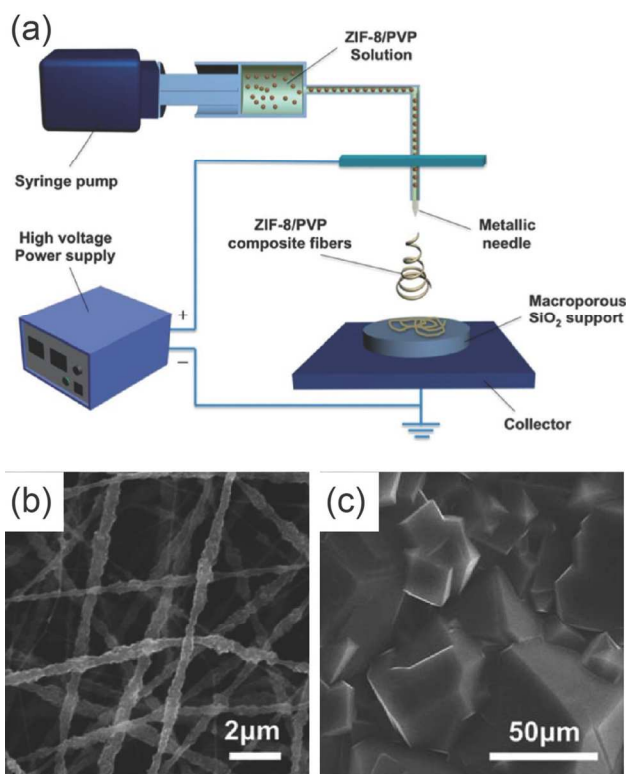 (a)
ZIF-8/PVP
Solution
Syringe pump
High voltage
Power supply
+
−
ZIF-8/PVP
composite fibers
Metallic
needle
Macroporous
SiO₂ support
Collector
(b)
2μm
(c)
50μm